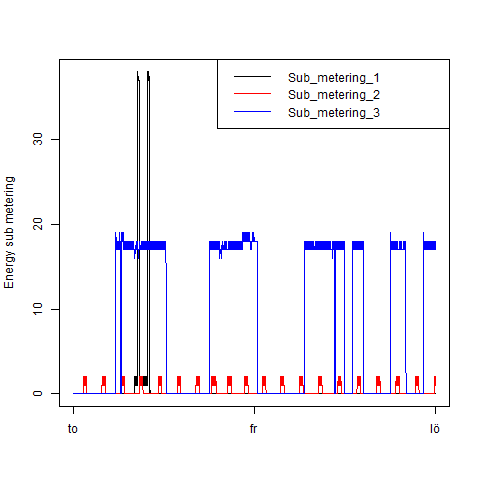 Sub_metering_1
Sub_metering_2
Sub_metering_3
Energy sub metering
30
20
10
0
to
fr
lö